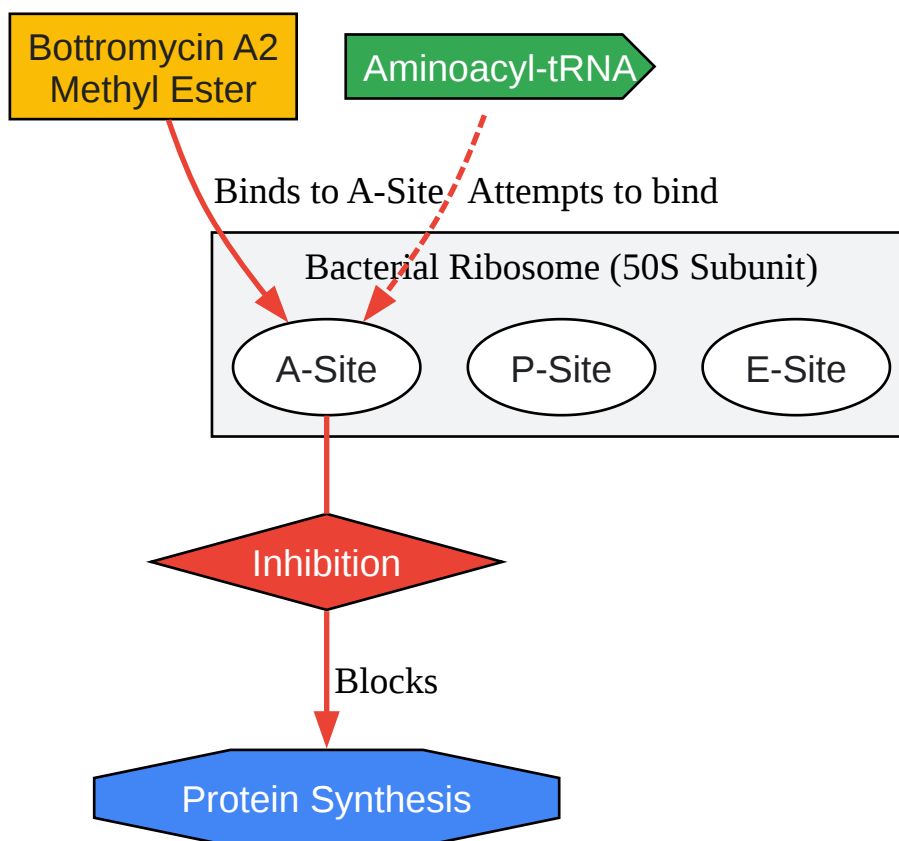 Bottromycin A2
Methyl Ester
Aminoacyl-tRNA
Binds to A-Site
Attempts to bind
Bacterial Ribosome (50S Subunit)
A-Site
P-Site
E-Site
Inhibition
Blocks
Protein Synthesis